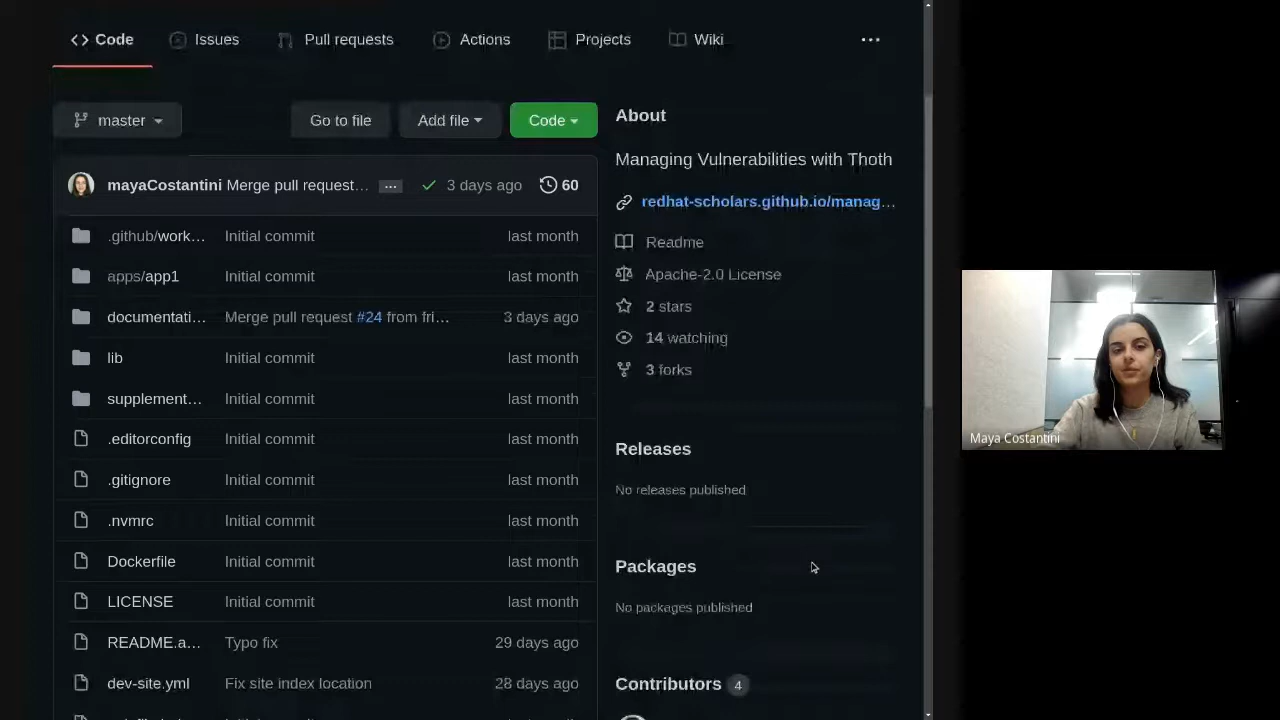 Code Issues Pull requests Actions Projects Wiki ...
master Go to file Add file Code
mayaCostantini Merge pull request… ... 3 days ago 60
.github/work… Initial commit last month
apps/app1 Initial commit last month
documentati… Merge pull request #24 from fri… 3 days ago
lib Initial commit last month
supplement… Initial commit last month
.editorconfig Initial commit last month
.gitignore Initial commit last month
.nvmrc Initial commit last month
Dockerfile Initial commit last month
LICENSE Initial commit last month
README.a… Typo fix 29 days ago
dev-site.yml Fix site index location 28 days ago
About
Managing Vulnerabilities with Thoth
redhat-scholars.github.io/manag…
Readme
Apache-2.0 License
2 stars
14 watching
3 forks
Releases
No releases published
Packages
No packages published
Contributors 4
Maya Costantini